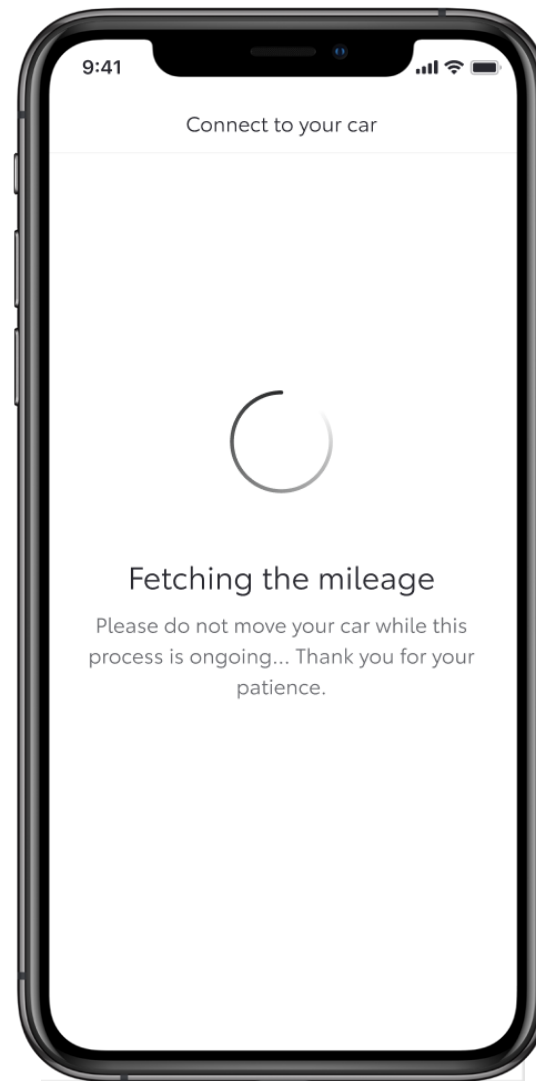 9:41
Connect to your car
Fetching the mileage
Please do not move your car while this
process is ongoing... Thank you for your
patience.